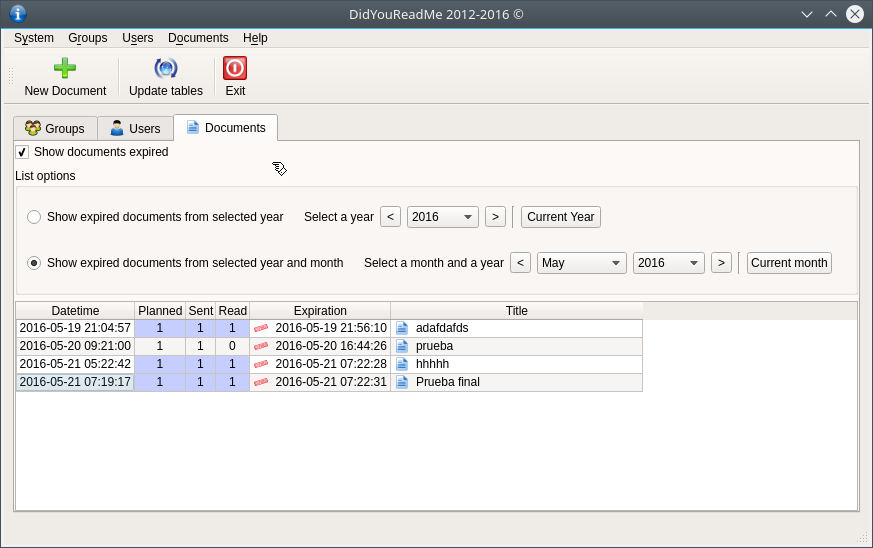 DidYouReadMe 2012-2016 ©
System Groups Users Documents Help
New Document Update tables Exit
Groups Users Documents
Show documents expired
List options
Show expired documents from selected year Select a year < 2016 > Current Year
Show expired documents from selected year and month Select a month and a year < May 2016 > Current month
Datetime Planned Sent Read Expiration Title
2016-05-19 21:04:57 1 1 1 2016-05-19 21:56:10 adafdafds
2016-05-20 09:21:00 1 1 0 2016-05-20 16:44:26 prueba
2016-05-21 05:22:42 1 1 1 2016-05-21 07:22:28 hhhhh
2016-05-21 07:19:17 1 1 1 2016-05-21 07:22:31 Prueba final